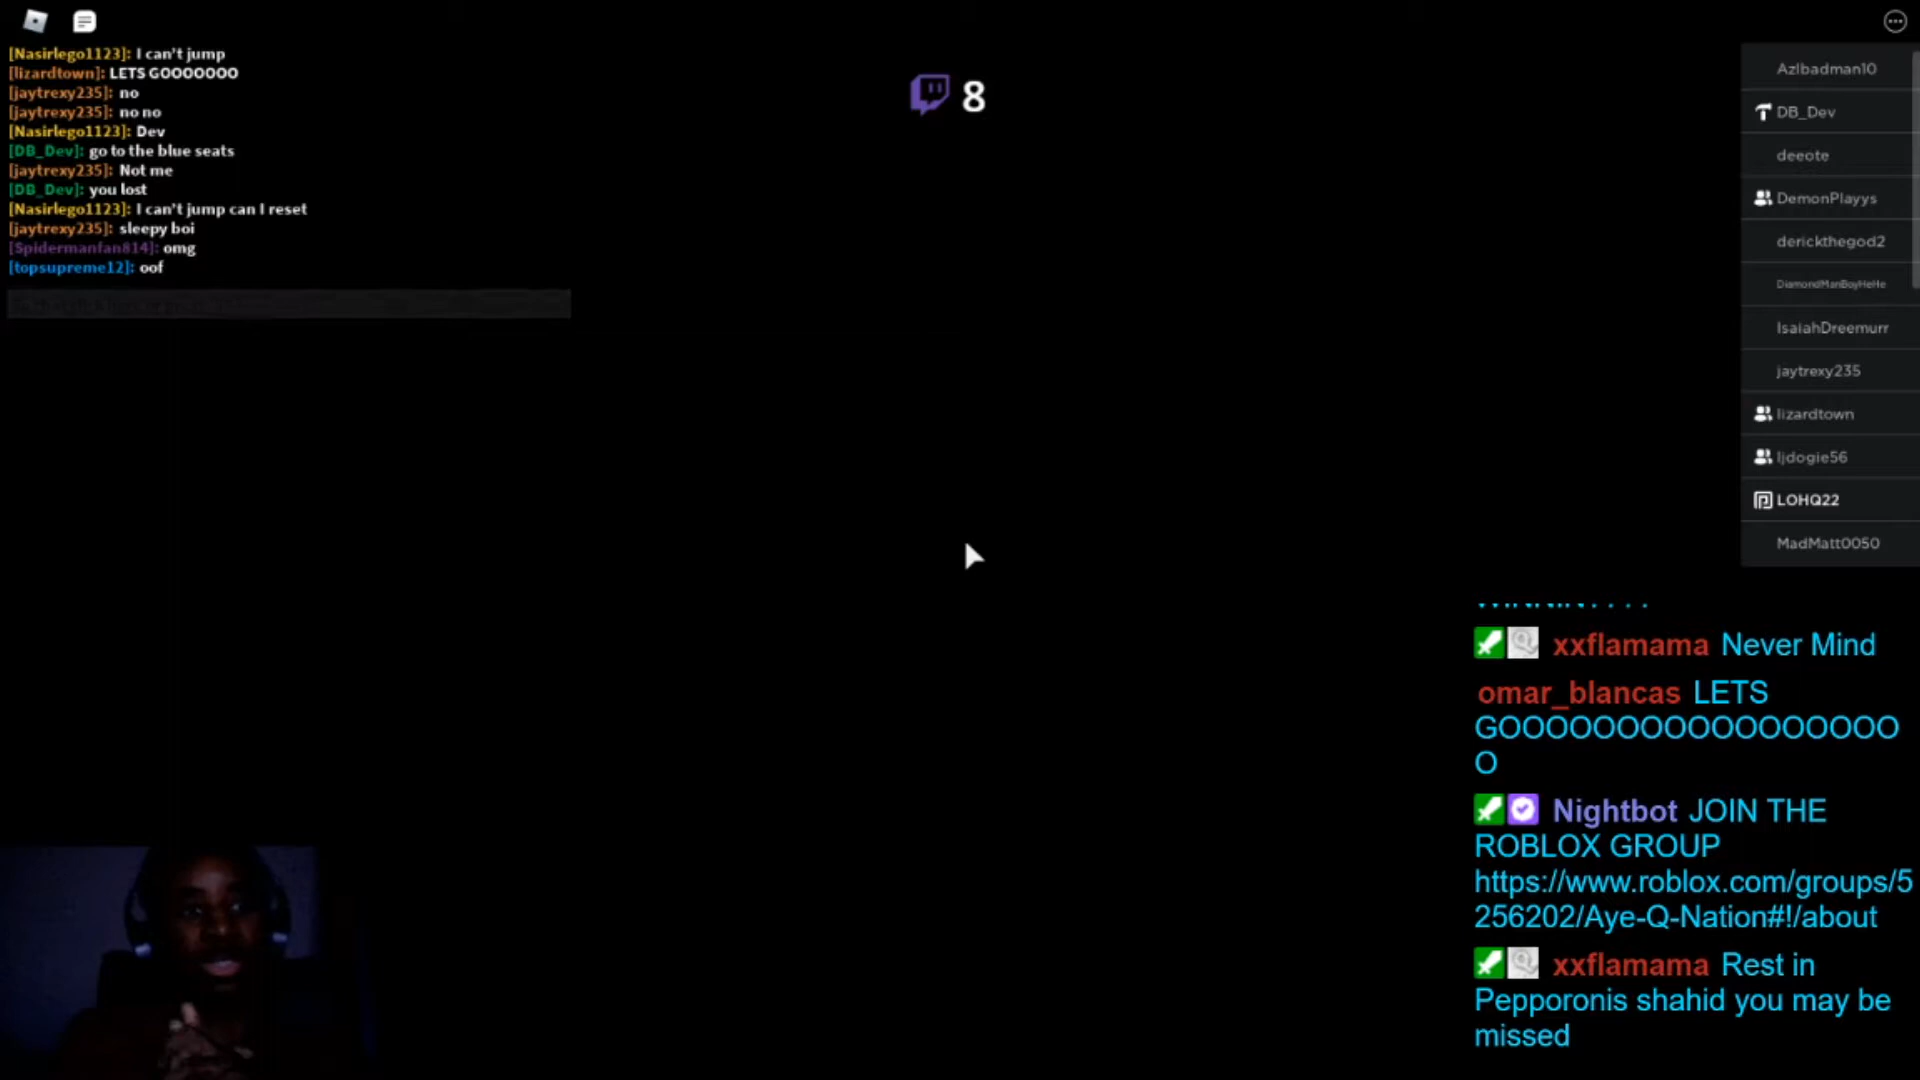 [Nasirlego1123]: I can't jump
[lizardtown]: LETS GOOOOOOO
[jaytrexy235]: no
[jaytrexy235]: no no
[Nasirlego1123]: Dev
[DB_Dev]: go to the blue seats
[jaytrexy235]: Not me
[DB_Dev]: you lost
[Nasirlego1123]: I can't jump can I reset
[jaytrexy235]: sleepy boi
[Spidermanfan814]: omg
[topsupreme12]: oof
8
Azlbadman10
DB_Dev
deeote
DemonPlayys
derickthegod2
DiamondManBoyHeHe
IsaiahDreemurr
jaytrexy235
lizardtown
ljdogie56
LOHQ22
MadMatt0050
xxflamama Never Mind
omar_blancas LETS
GOOOOOOOOOOOOOOOOO
O
Nightbot JOIN THE
ROBLOX GROUP
https://www.roblox.com/groups/5
256202/Aye-Q-Nation#!/about
xxflamama Rest in
Pepporonis shahid you may be
missed